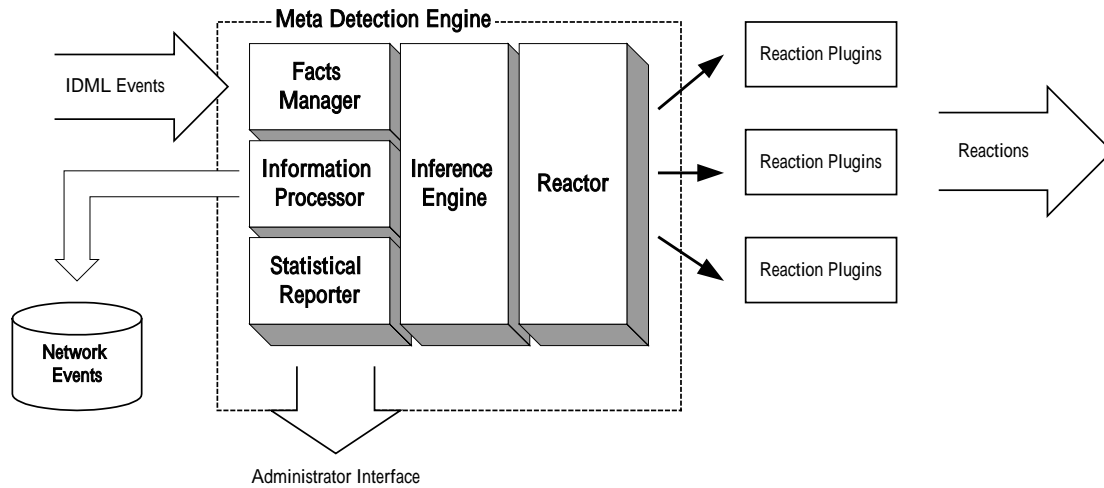 Meta Detection Engine
IDML Events
Facts
Manager
Information
Processor
Statistical
Reporter
Inference
Engine
Reactor
Reaction Plugins
Reaction Plugins
Reaction Plugins
Reactions
Network
Events
Administrator Interface